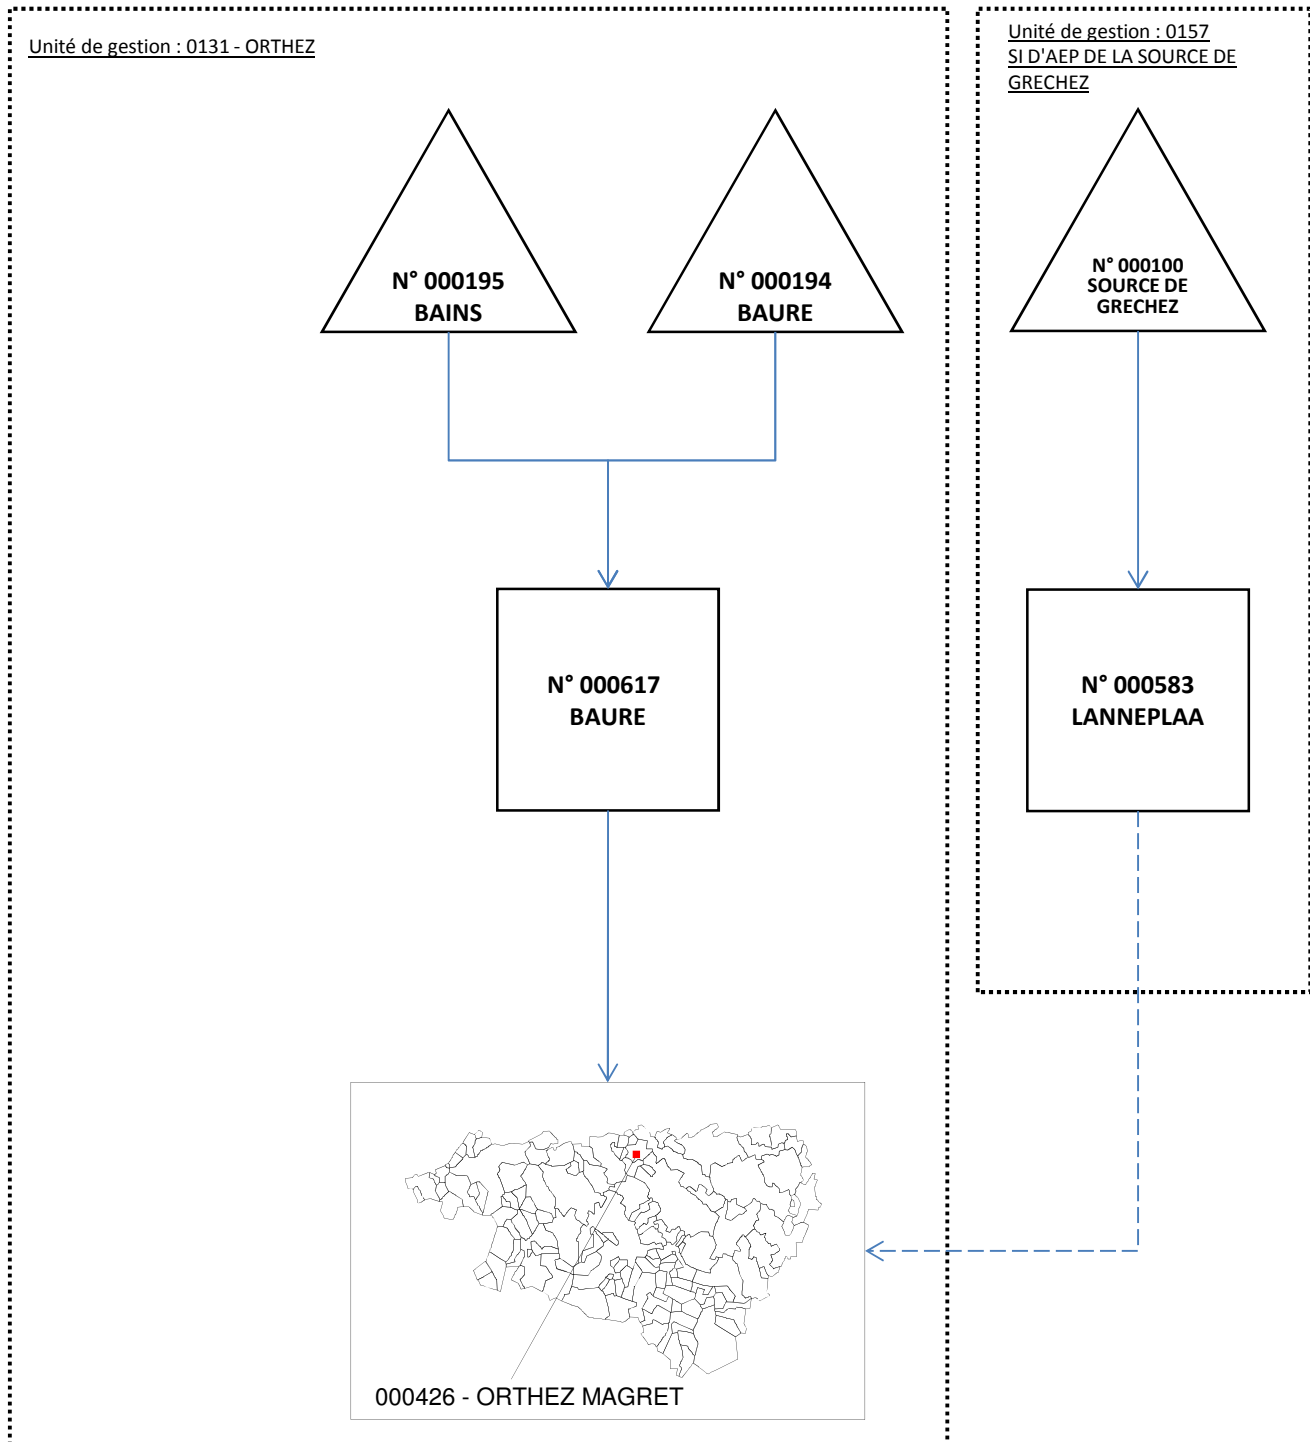 Unité de gestion : 0131 - ORTHEZ
Unité de gestion : 0157
SI D'AEP DE LA SOURCE DE
GRECHEZ
N° 000195
BAINS
N° 000194
BAURE
N° 000100
SOURCE DE
GRECHEZ
N° 000617
BAURE
N° 000583
LANNEPLAA
000426 - ORTHEZ MAGRET